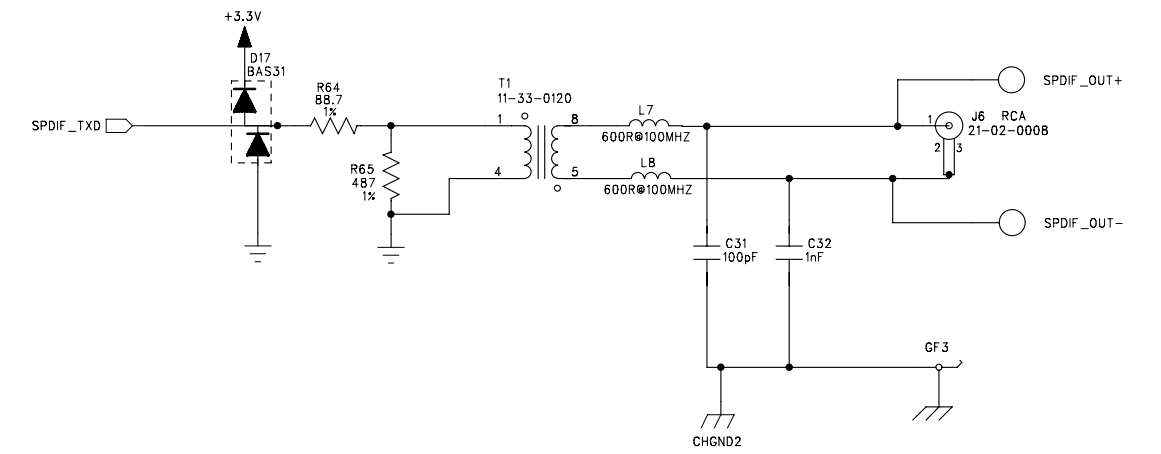 +3.3V
D17
BAS31
SPDIF_TXD
R64
88.7
1%
R65
487
1%
T1
11-33-0120
1
4
8
5
L7
600R@100MHZ
L8
600R@100MHZ
SPDIF_OUT+
J6 RCA
21-02-0008
1
2
3
SPDIF_OUT-
C31
100pF
C32
1nF
GF3
CHGND2